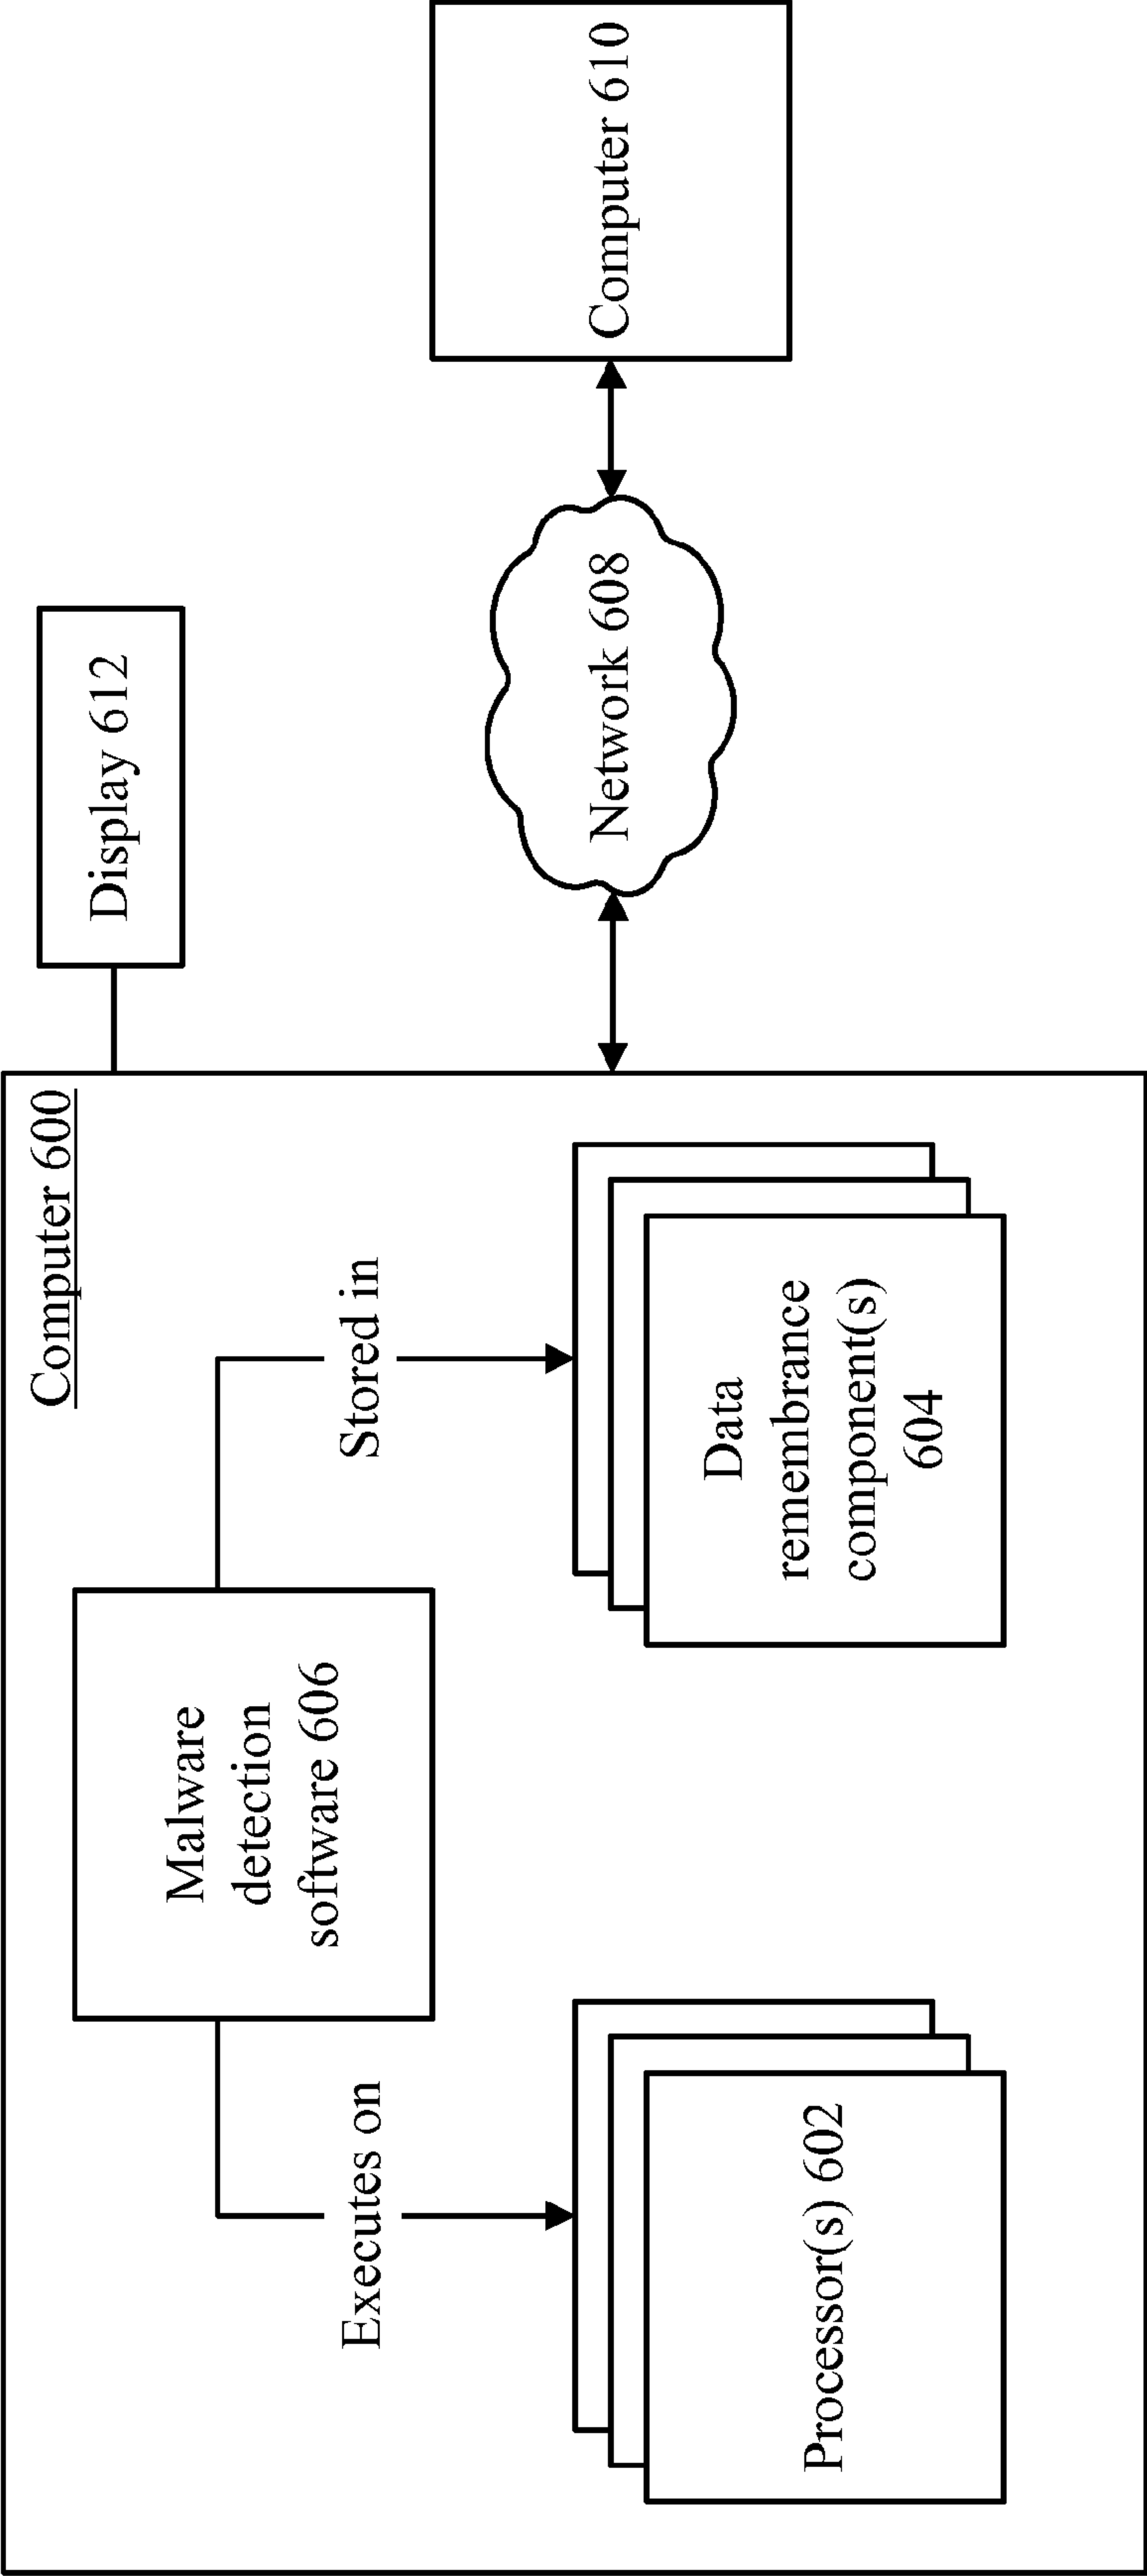 Computer 600
Malware
detection
software 606
Executes on
Stored in
Processor(s) 602
Data
remembrance
component(s)
604
Display 612
Network 608
Computer 610